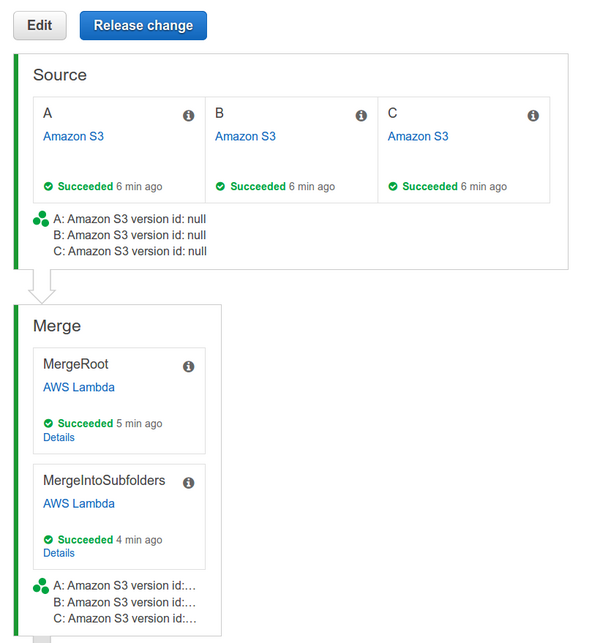 Edit Release change
Source
A B C
Amazon S3 Amazon S3 Amazon S3
Succeeded 6 min ago Succeeded 6 min ago Succeeded 6 min ago
A: Amazon S3 version id: null
B: Amazon S3 version id: null
C: Amazon S3 version id: null
Merge
MergeRoot
AWS Lambda
Succeeded 5 min ago
Details
MergeIntoSubfolders
AWS Lambda
Succeeded 4 min ago
Details
A: Amazon S3 version id:...
B: Amazon S3 version id:...
C: Amazon S3 version id:...